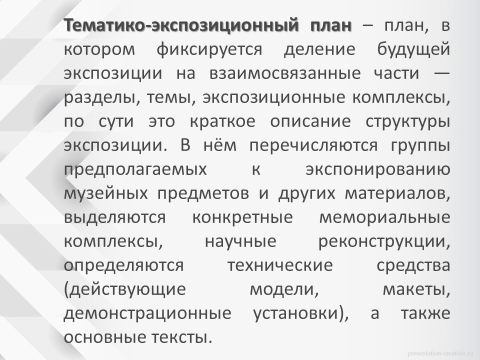 Тематико-экспозиционный план – план, в
котором фиксируется деление будущей
экспозиции на взаимосвязанные части —
разделы, темы, экспозиционные комплексы,
по сути это краткое описание структуры
экспозиции. В нём перечисляются группы
предполагаемых к экспонированию
музейных предметов и других материалов,
выделяются конкретные мемориальные
комплексы, научные реконструкции,
определяются технические средства
(действующие модели, макеты,
демонстрационные установки), а также
основные тексты.